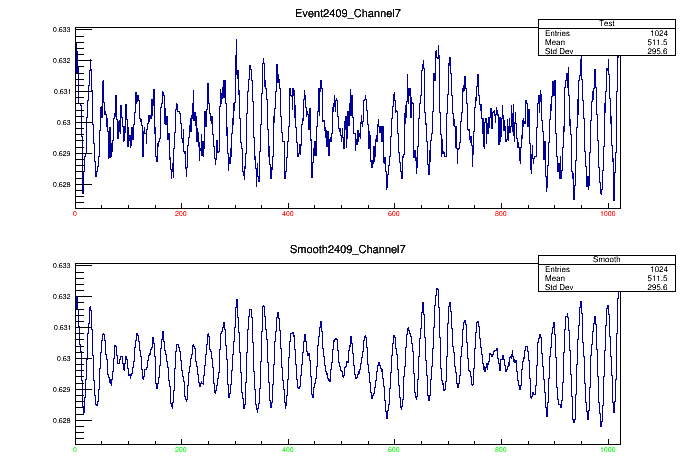 Event2409_Channel7
Test
Entries 1024
Mean 511.5
Std Dev 295.6
0.633
0.632
0.631
0.63
0.629
0.628
0 200 400 600 800 1000
Smooth2409_Channel7
Smooth
Entries 1024
Mean 511.5
Std Dev 295.6
0.633
0.632
0.631
0.63
0.629
0.628
0 200 400 600 800 1000